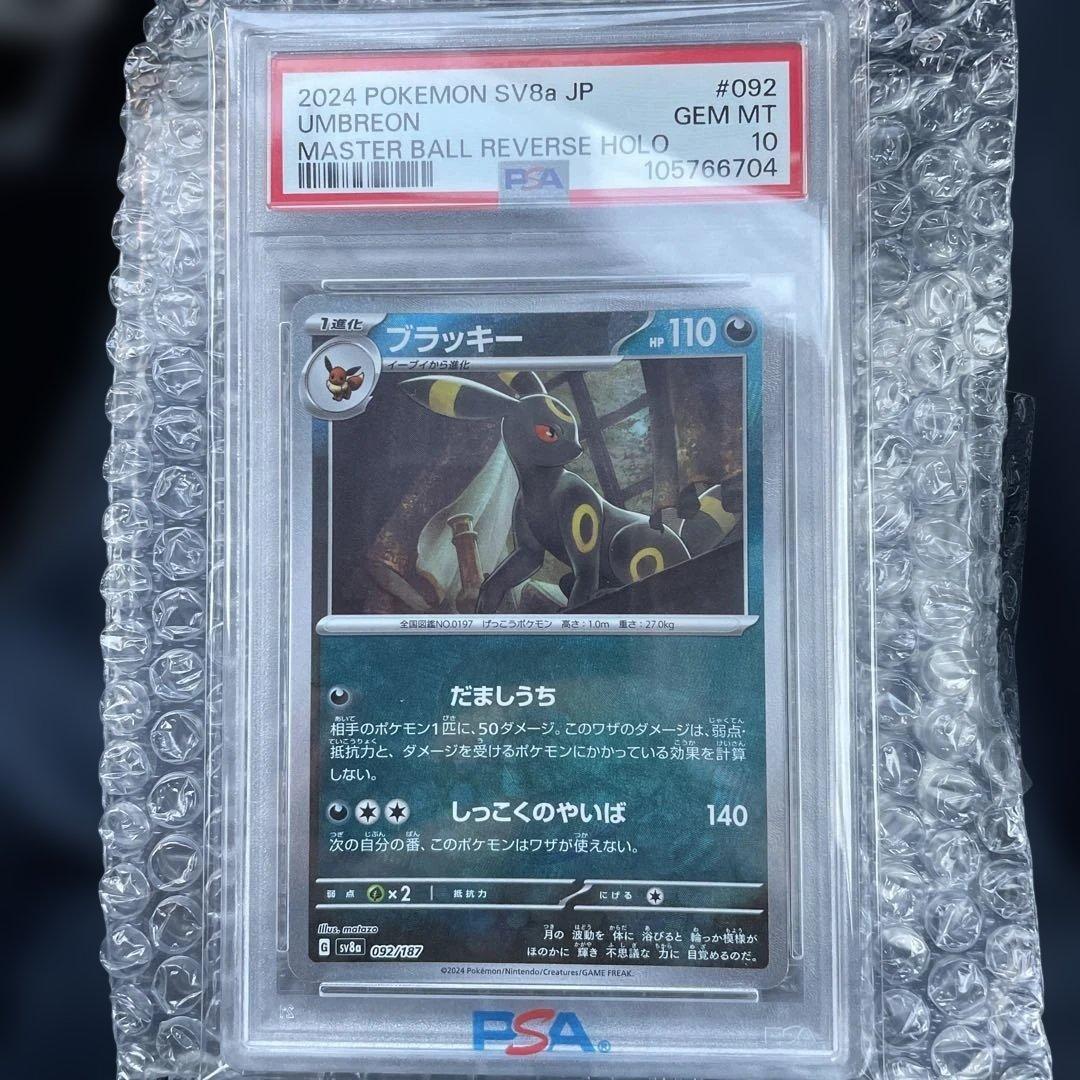 2024 POKEMON SV8a JP #092
UMBREON GEM MT
MASTER BALL REVERSE HOLO 10
PSA 105766704
1進化 ブラッキー HP 110
イーブイから進化
全国図鑑NO.0197 げっこうポケモン 高さ：1.0m 重さ：27.0kg
だましうち
相手のポケモン1匹に、50ダメージ。このワザのダメージは、弱点・
抵抗力と、ダメージを受けるポケモンにかかっている効果を計算
しない。
しっこくのやいば 140
次の自分の番、このポケモンはワザが使えない。
弱点 ×2 抵抗力 にげる
Illus. matazo
G SV8a 092/187
月の 波動を 体に 浴びると 輪っか模様が
ほのかに 輝き 不思議な 力に 目覚めるのだ。
©2024 Pokémon/Nintendo/Creatures/GAME FREAK.
PSA®